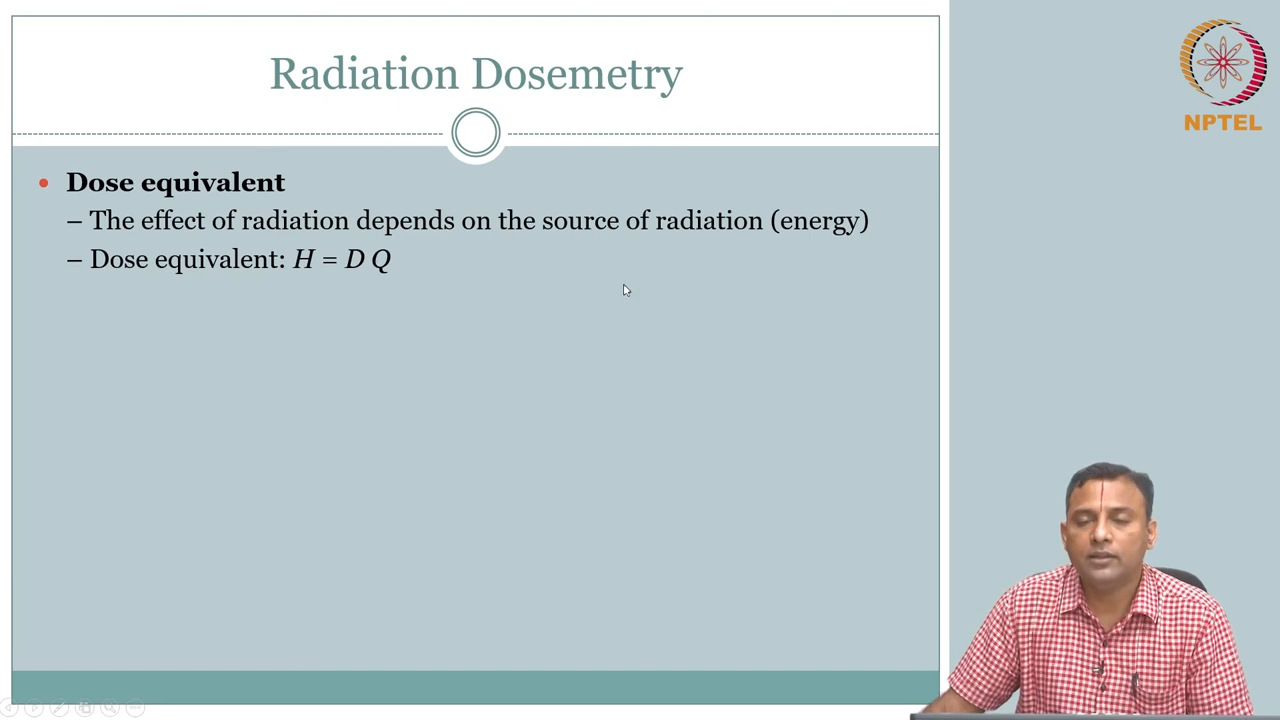 Radiation Dosemetry
NPTEL
• Dose equivalent
– The effect of radiation depends on the source of radiation (energy)
– Dose equivalent: H = D Q